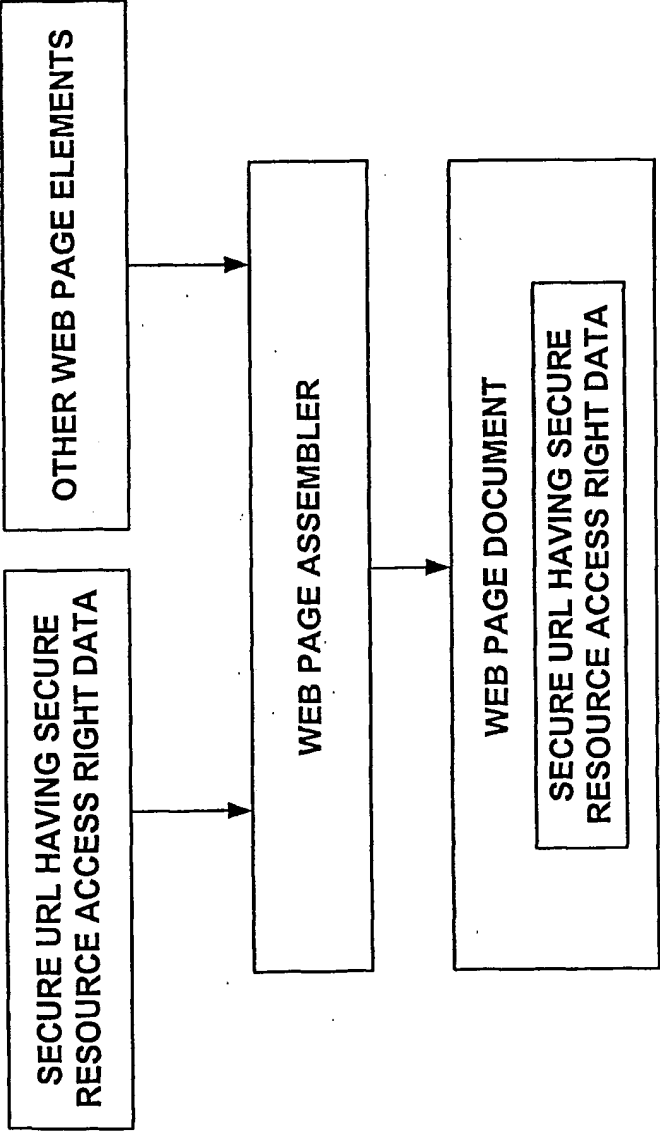 SECURE URL HAVING SECURE
RESOURCE ACCESS RIGHT DATA
OTHER WEB PAGE ELEMENTS
WEB PAGE ASSEMBLER
WEB PAGE DOCUMENT
SECURE URL HAVING SECURE
RESOURCE ACCESS RIGHT DATA